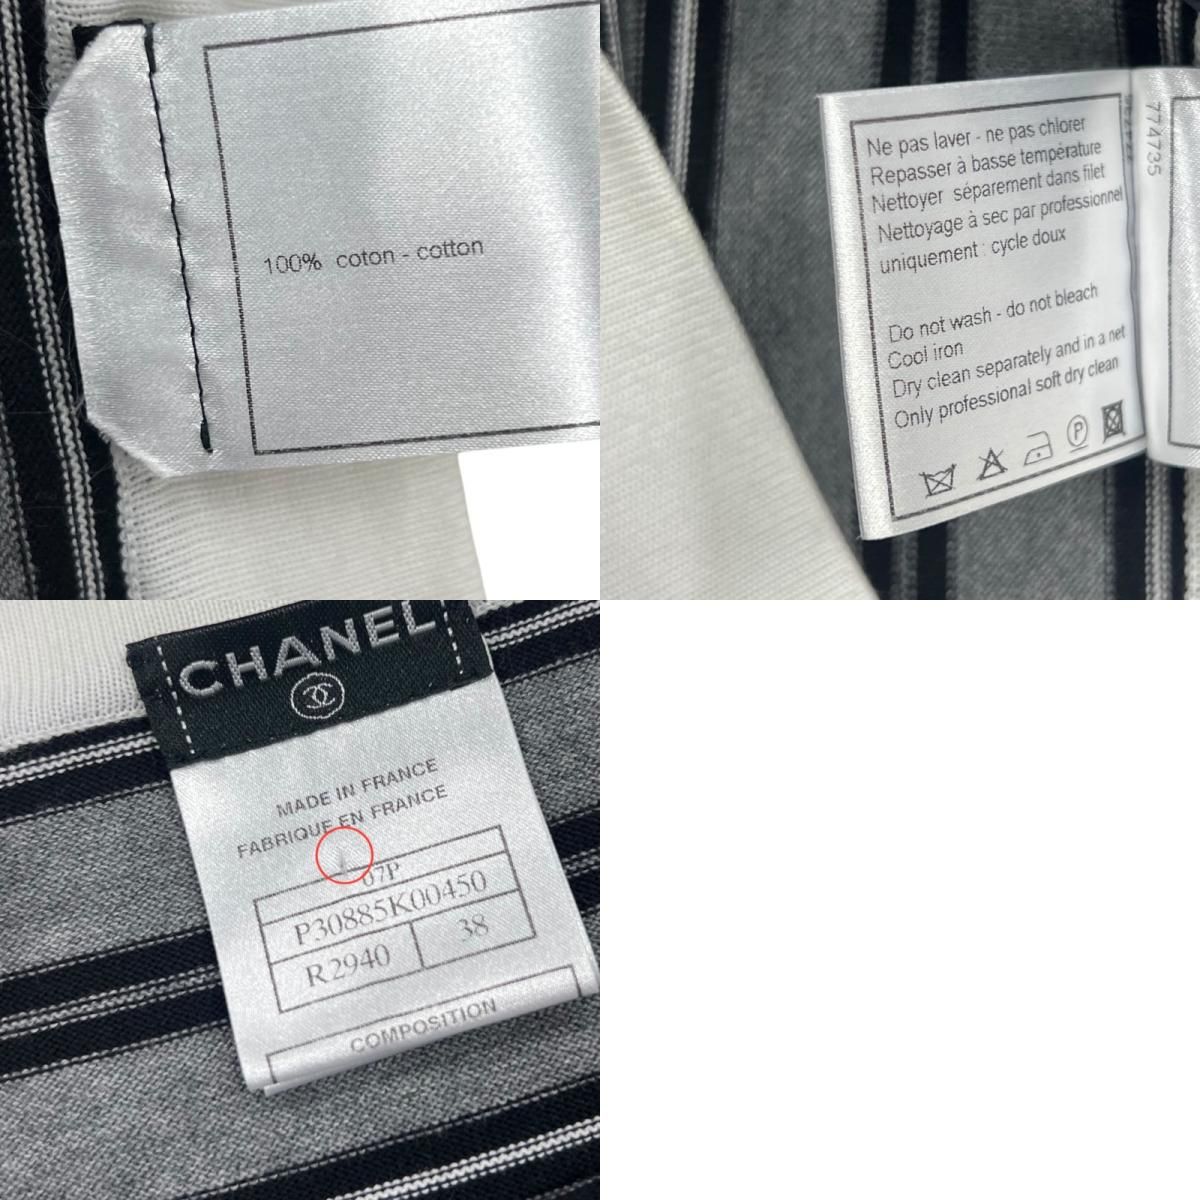 100% coton - cotton
Ne pas laver - ne pas chlorer
Repasser à basse température
Nettoyer séparement dans filet
Nettoyage à sec par professionnel
uniquement : cycle doux
Do not wash - do not bleach
Cool iron
Dry clean separately and in a net
Only professional soft dry clean
P
774735
CHANEL
MADE IN FRANCE
FABRIQUE EN FRANCE
07P
P30885K00450
R2940 38
COMPOSITION